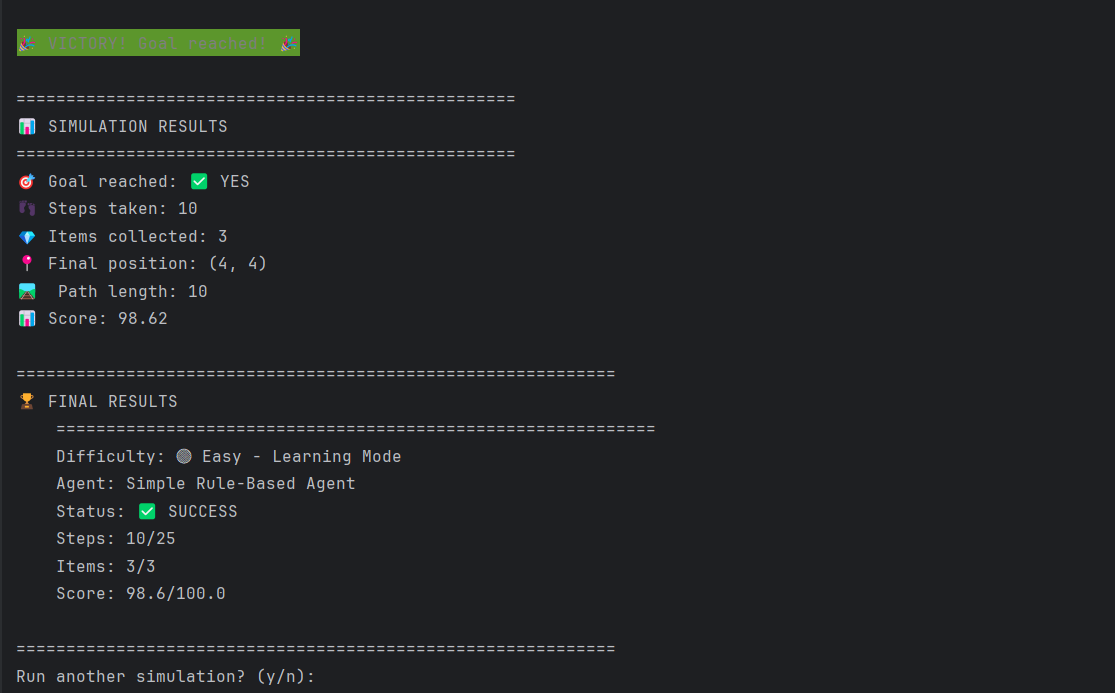 🎉 VICTORY! Goal reached! 🎉
==================================================
📊 SIMULATION RESULTS
==================================================
🎯 Goal reached: ✅ YES
👣 Steps taken: 10
💎 Items collected: 3
📍 Final position: (4, 4)
🛤️  Path length: 10
📊 Score: 98.62
============================================================
🏆 FINAL RESULTS
============================================================
Difficulty: Easy - Learning Mode
Agent: Simple Rule-Based Agent
Status: ✅ SUCCESS
Steps: 10/25
Items: 3/3
Score: 98.6/100.0
============================================================
Run another simulation? (y/n):